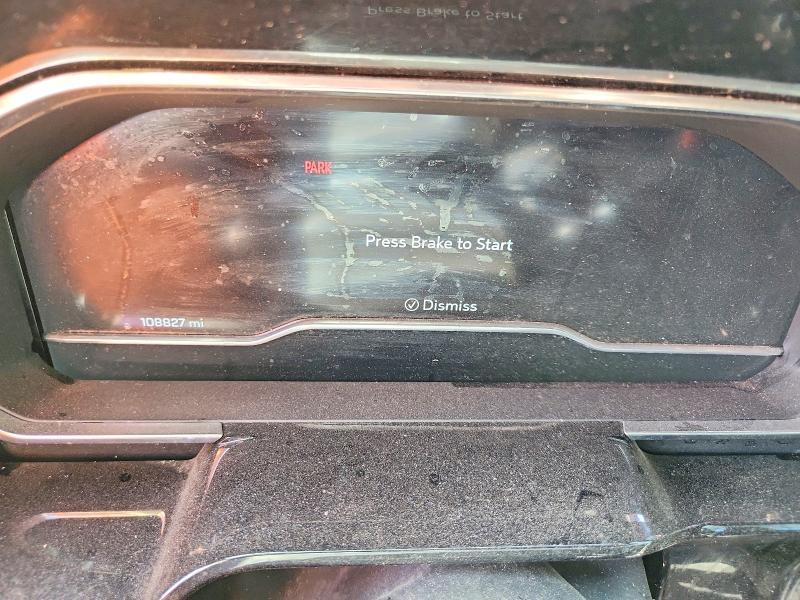 Press Brake to Start
PARK
Press Brake to Start
Dismiss
108827 mi